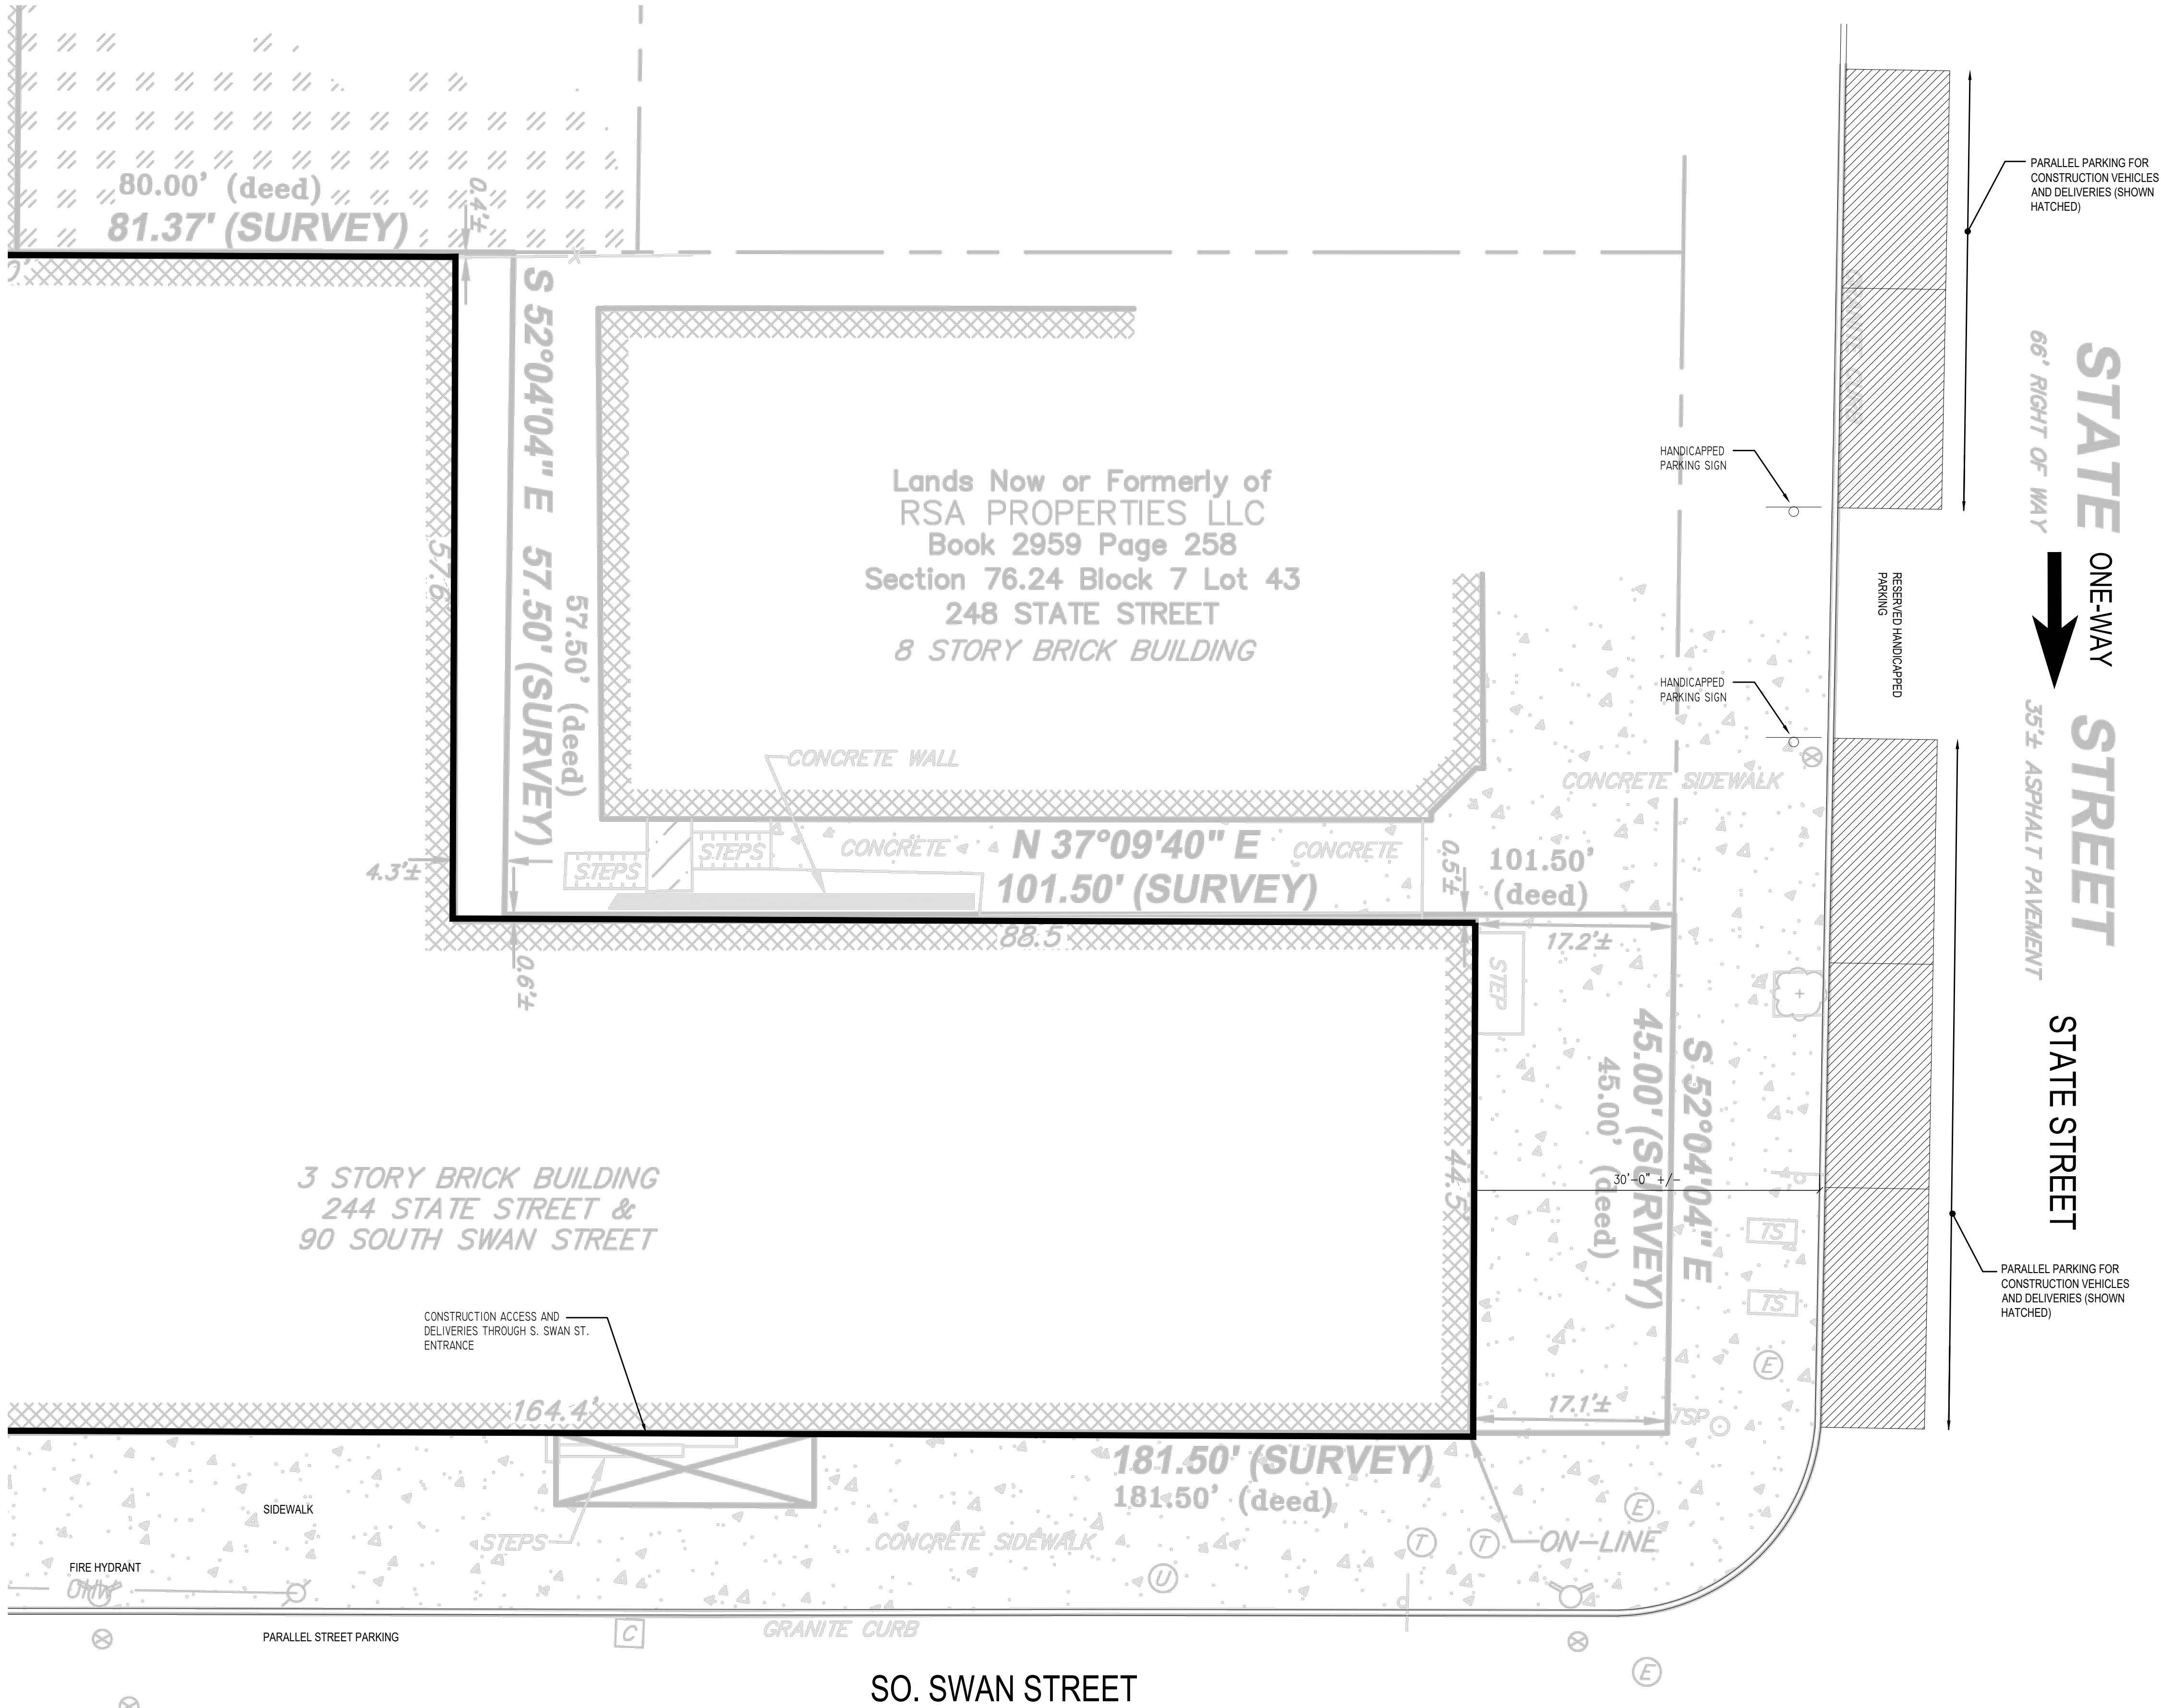 80.00' (deed)
81.37' (SURVEY)
0.4'±
0'
X
S 52°04'04" E 57.50' (SURVEY)
57.50' (deed)
57.6
4.3'±
Lands Now or Formerly of
RSA PROPERTIES LLC
Book 2959 Page 258
Section 76.24 Block 7 Lot 43
248 STATE STREET
8 STORY BRICK BUILDING
CONCRETE WALL
STEPS
STEPS
CONCRETE
N 37°09'40" E
101.50' (SURVEY)
CONCRETE
0.5'±
101.50'
(deed)
88.5
0.6'±
17.2'±
STEP
HANDICAPPED
PARKING SIGN
HANDICAPPED
PARKING SIGN
CONCRETE SIDEWALK
GRANITE CURB
PARALLEL PARKING FOR
CONSTRUCTION VEHICLES
AND DELIVERIES (SHOWN
HATCHED)
STATE STREET
66' RIGHT OF WAY
ONE-WAY
35'± ASPHALT PAVEMENT
RESERVED HANDICAPPED
PARKING
STATE STREET
S 52°04'04" E
45.00' (SURVEY)
45.00' (deed)
44.5'
30'-0" +/-
TS
TS
E
TSP
17.1'±
PARALLEL PARKING FOR
CONSTRUCTION VEHICLES
AND DELIVERIES (SHOWN
HATCHED)
3 STORY BRICK BUILDING
244 STATE STREET &
90 SOUTH SWAN STREET
CONSTRUCTION ACCESS AND
DELIVERIES THROUGH S. SWAN ST.
ENTRANCE
164.4'
181.50' (SURVEY)
181.50' (deed)
SIDEWALK
STEPS
CONCRETE SIDEWALK
T
T
ON-LINE
E
FIRE HYDRANT
OHW
U
PARALLEL STREET PARKING
C
GRANITE CURB
E
SO. SWAN STREET